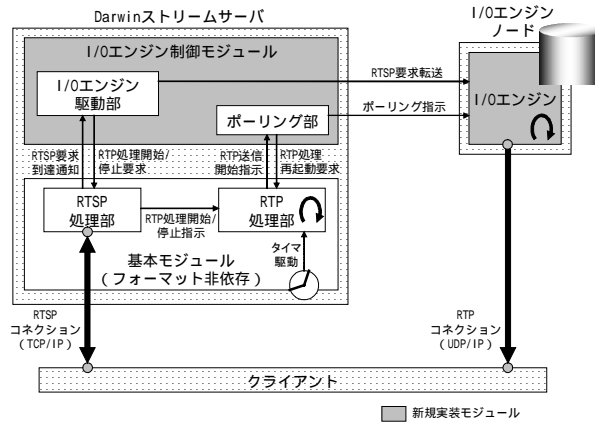 Darwinストリームサーバ
I/Oエンジン
ノード
I/Oエンジン制御モジュール
I/Oエンジン
駆動部
RTSP要求転送
I/Oエンジン
ポーリング部
ポーリング指示
RTSP要求
到達通知
RTP処理開始/
停止要求
RTP送信
開始指示
RTP処理
再起動要求
RTSP
処理部
RTP処理開始/
停止指示
RTP
処理部
タイマ
駆動
基本モジュール
(フォーマット非依存)
RTSP
コネクション
(TCP/IP)
RTP
コネクション
(UDP/IP)
クライアント
新規実装モジュール